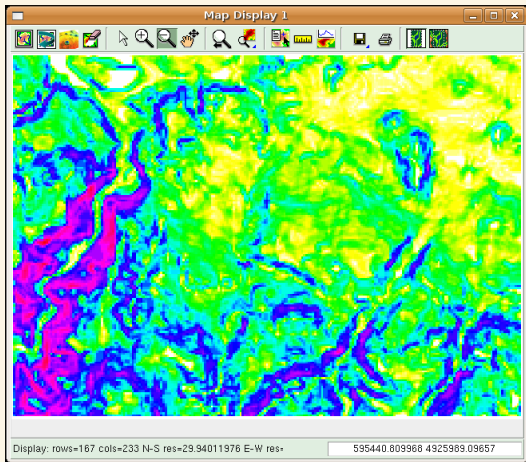 Map Display 1
Display: rows=167 cols=233 N-S res=29.94011976 E-W res=
595440.809968 4925989.09657